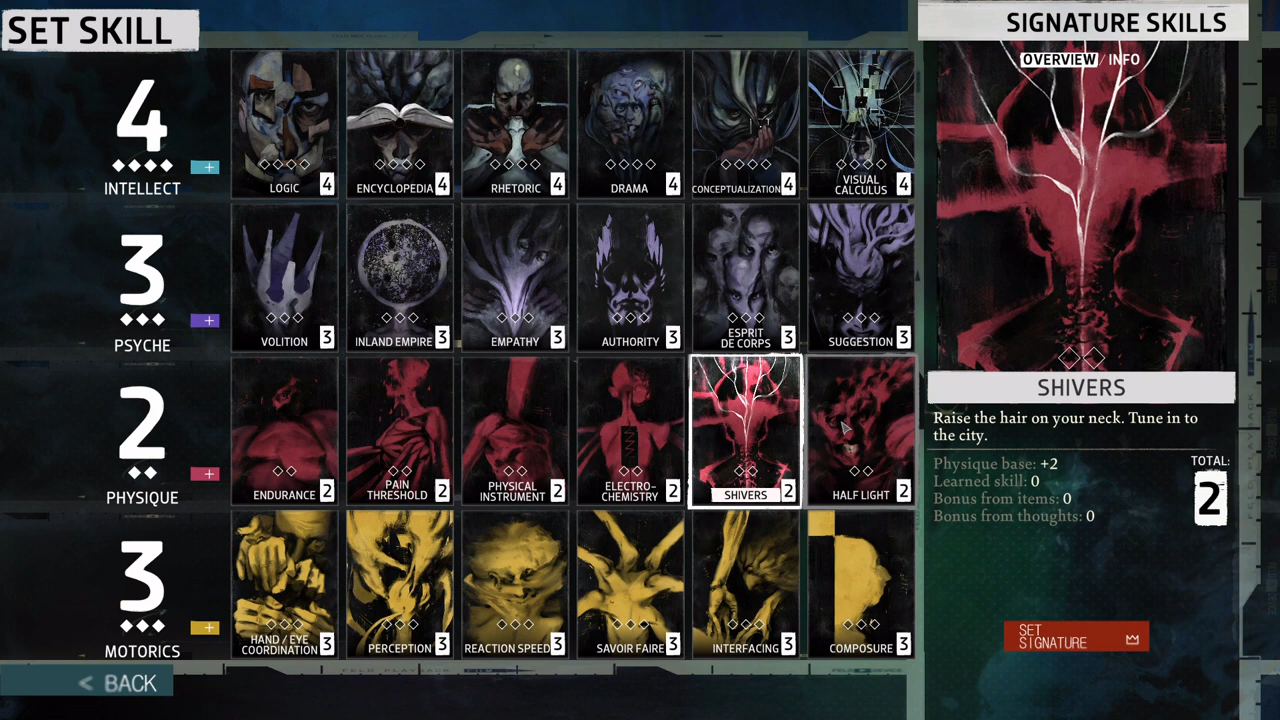 SET SKILL
SIGNATURE SKILLS
OVERVIEW / INFO
4
INTELLECT
+
LOGIC 4
ENCYCLOPEDIA 4
RHETORIC 4
DRAMA 4
CONCEPTUALIZATION 4
VISUAL
CALCULUS 4
3
PSYCHE
+
VOLITION 3
INLAND EMPIRE 3
EMPATHY 3
AUTHORITY 3
ESPRIT
DE CORPS 3
SUGGESTION 3
2
PHYSIQUE
+
ENDURANCE 2
PAIN
THRESHOLD 2
PHYSICAL
INSTRUMENT 2
ELECTRO-
CHEMISTRY 2
SHIVERS 2
HALF LIGHT 2
3
MOTORICS
+
HAND / EYE
COORDINATION 3
PERCEPTION 3
REACTION SPEED 3
SAVOIR FAIRE 3
INTERFACING 3
COMPOSURE 3
< BACK
SHIVERS
Raise the hair on your neck. Tune in to
the city.
Physique base: +2
Learned skill: 0
Bonus from items: 0
Bonus from thoughts: 0
TOTAL:
2
SET
SIGNATURE